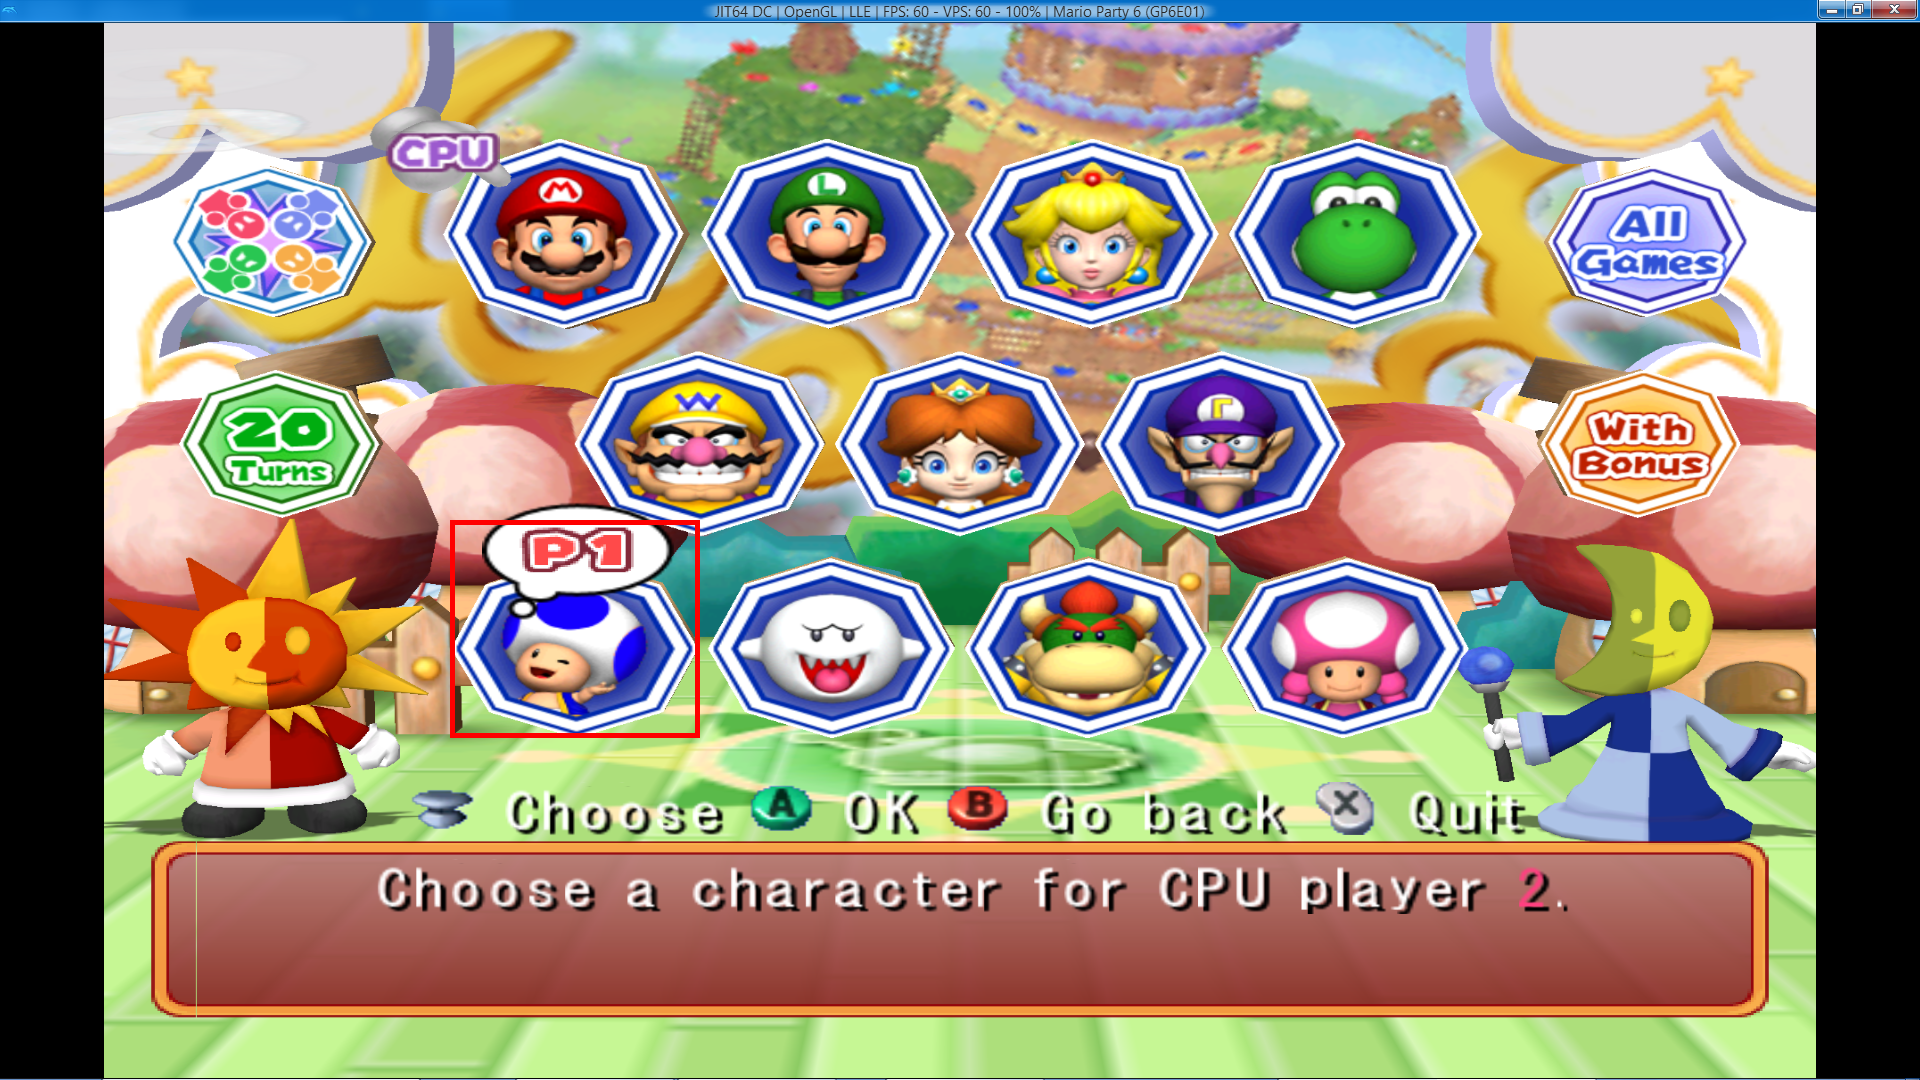 JIT64 DC | OpenGL | LLE | FPS: 60 - VPS: 60 - 100% | Mario Party 6 (GP6E01)
CPU
M
L
All
Games
20
Turns
W
Γ
With
Bonus
P1
Choose A OK B Go back X Quit
Choose a character for CPU player 2.